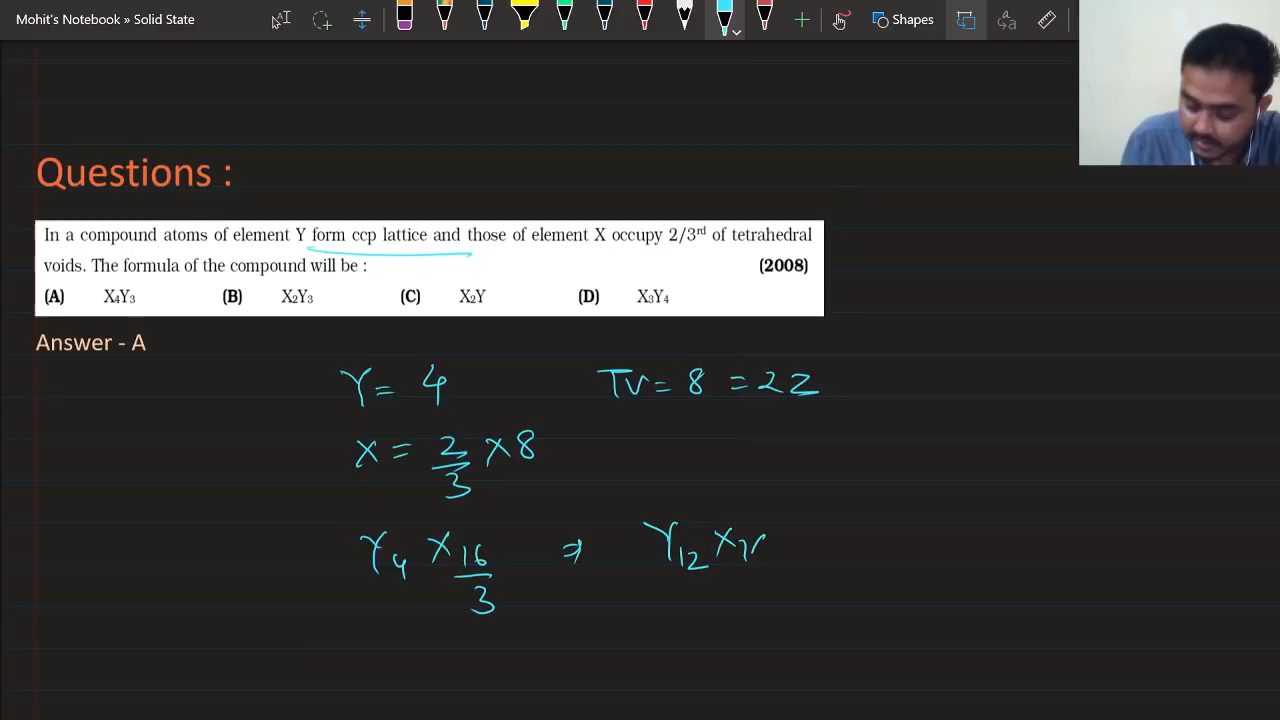 Mohit's Notebook » Solid State
Shapes
Questions :
In a compound atoms of element Y form ccp lattice and those of element X occupy 2/3rd of tetrahedral
voids. The formula of the compound will be : (2008)
(A) X4Y3 (B) X2Y3 (C) X2Y (D) X3Y4
Answer - A
Y = 4 TV = 8 = 2Z
X = 2/3 × 8
Y4 X16/3 ⇒ Y12 X